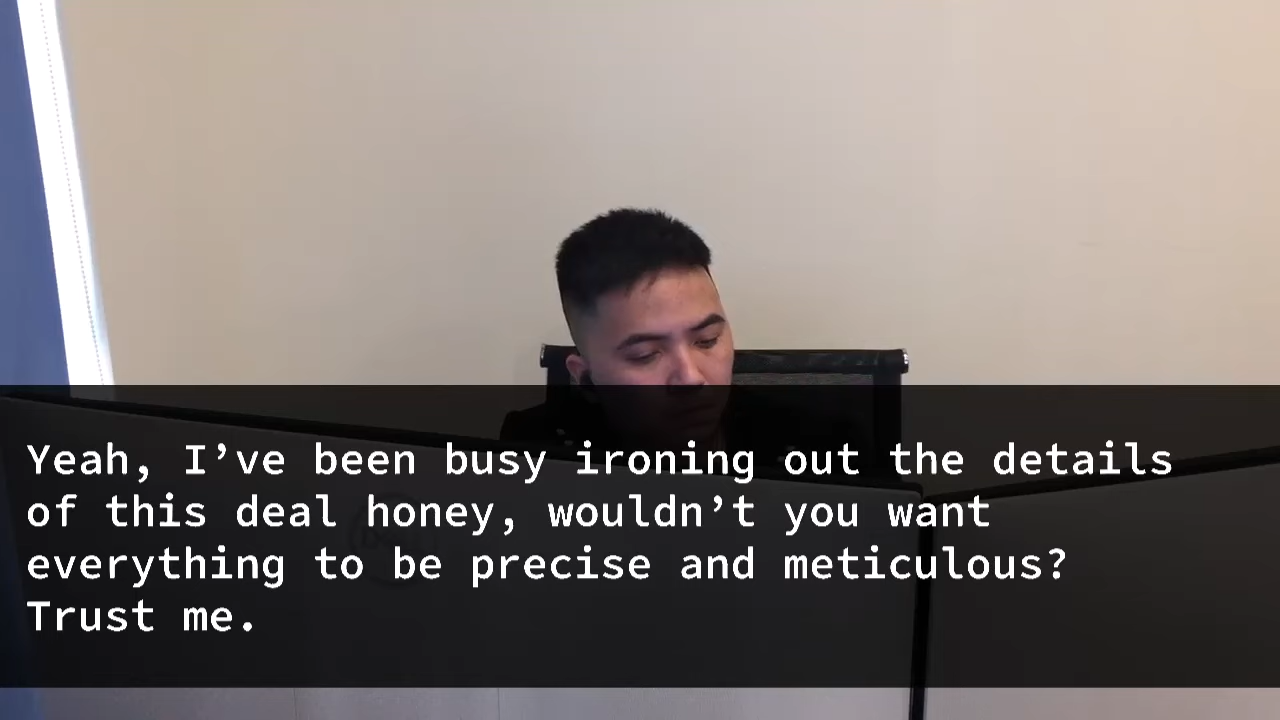 Yeah, I’ve been busy ironing out the details
of this deal honey, wouldn’t you want
everything to be precise and meticulous?
Trust me.